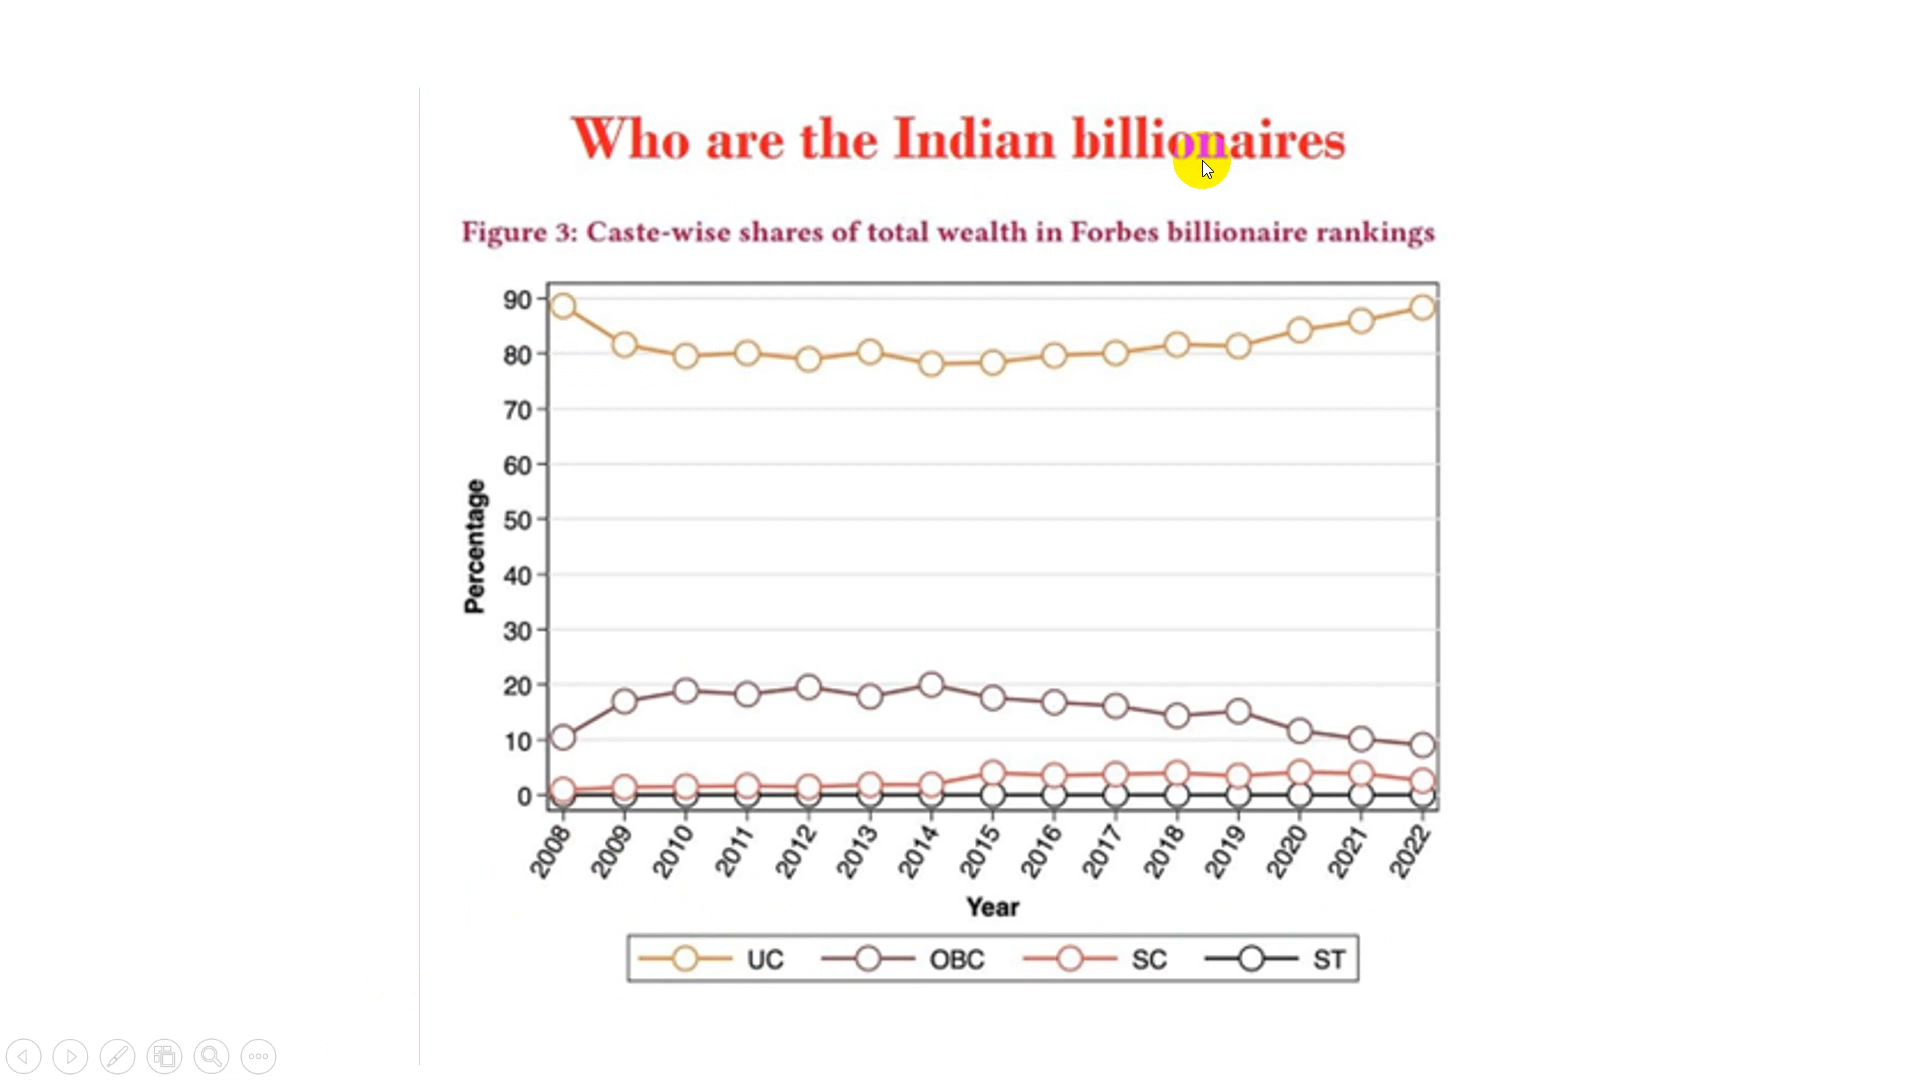 Who are the Indian billionaires
Figure 3: Caste-wise shares of total wealth in Forbes billionaire rankings
90
80
70
60
50
40
30
20
10
0
Percentage
2008 2009 2010 2011 2012 2013 2014 2015 2016 2017 2018 2019 2020 2021 2022
Year
UC OBC SC ST